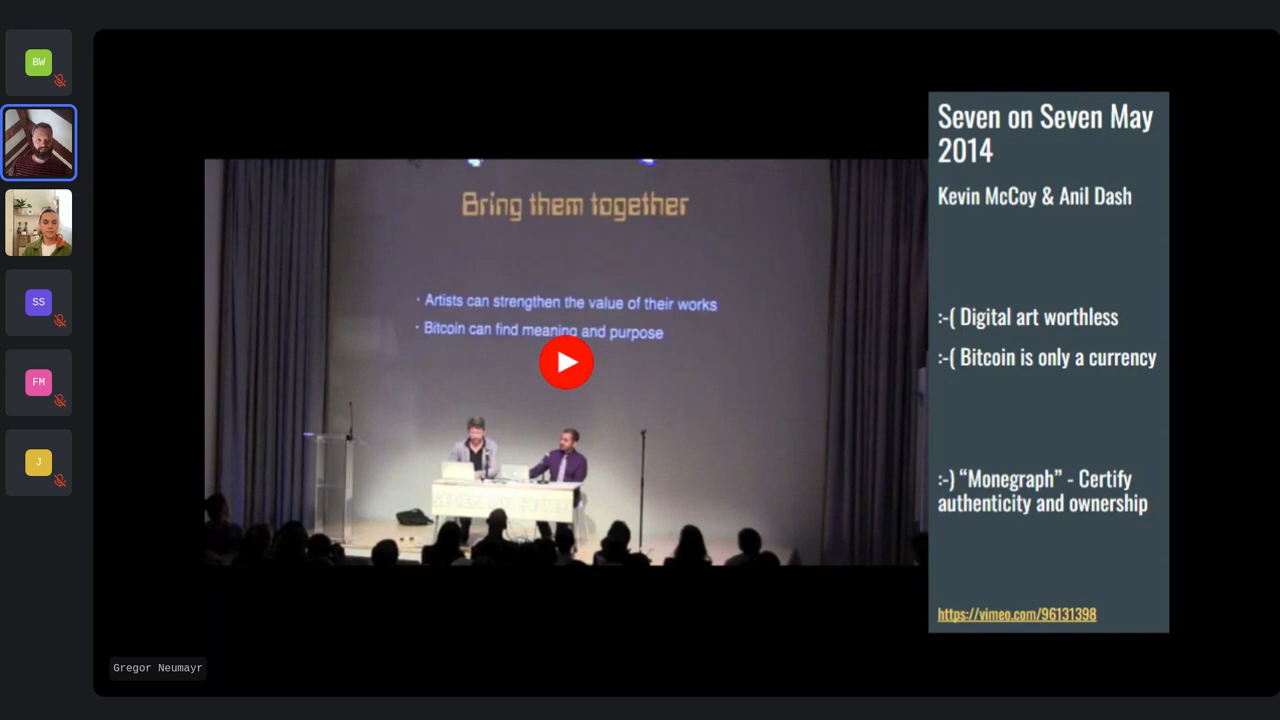 BW
SS
FM
J
Bring them together
· Artists can strengthen the value of their works
· Bitcoin can find meaning and purpose
Seven on Seven May
2014
Kevin McCoy & Anil Dash
:-( Digital art worthless
:-( Bitcoin is only a currency
:-) “Monegraph” - Certify
authenticity and ownership
https://vimeo.com/96131398
Gregor Neumayr